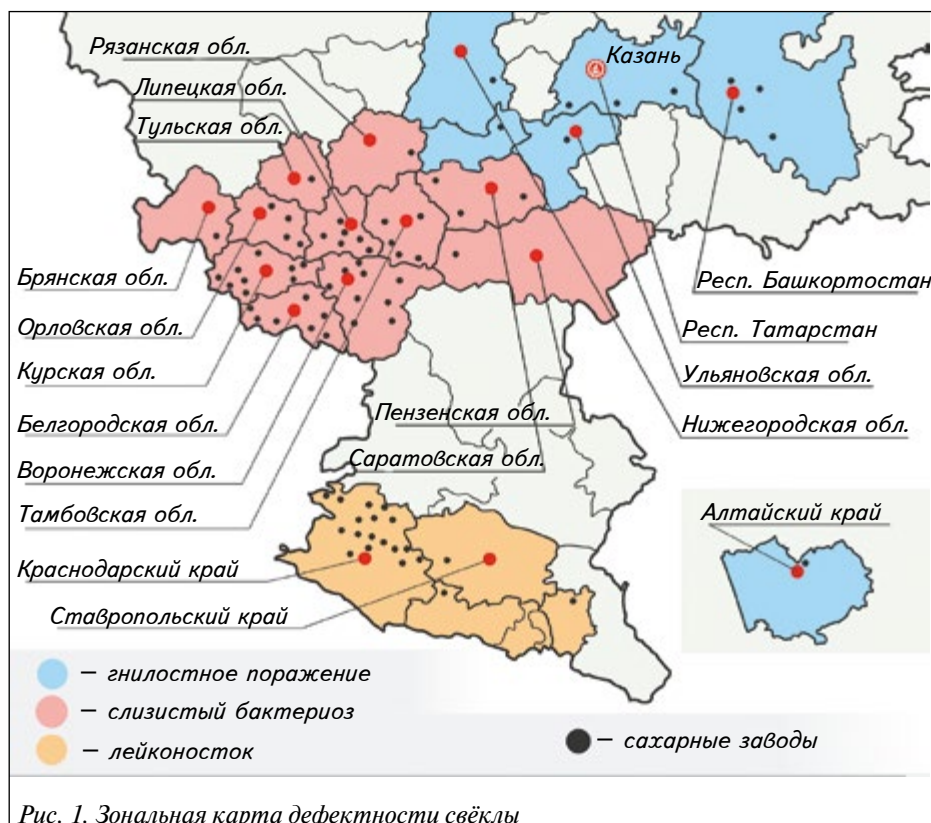 Рязанская обл.
Казань
Липецкая обл.
Тульская обл.
Брянская обл.
Респ. Башкортостан
Орловская обл.
Респ. Татарстан
Курская обл.
Ульяновская обл.
Белгородская обл.
Пензенская обл.
Нижегородская обл.
Воронежская обл.
Саратовская обл.
Тамбовская обл.
Алтайский край
Краснодарский край
Ставропольский край
– гнилостное поражение
– слизистый бактериоз
– лейконосток
– сахарные заводы
Рис. 1. Зональная карта дефектности свёклы